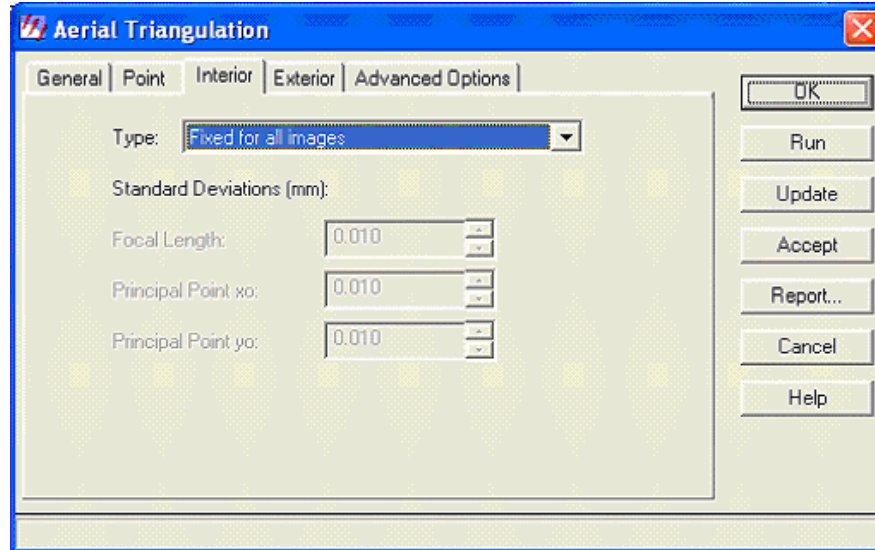 Aerial Triangulation
General Point Interior Exterior Advanced Options
Type: Fixed for all images
Standard Deviations (mm):
Focal Length: 0.010
Principal Point xo: 0.010
Principal Point yo: 0.010
OK
Run
Update
Accept
Report...
Cancel
Help